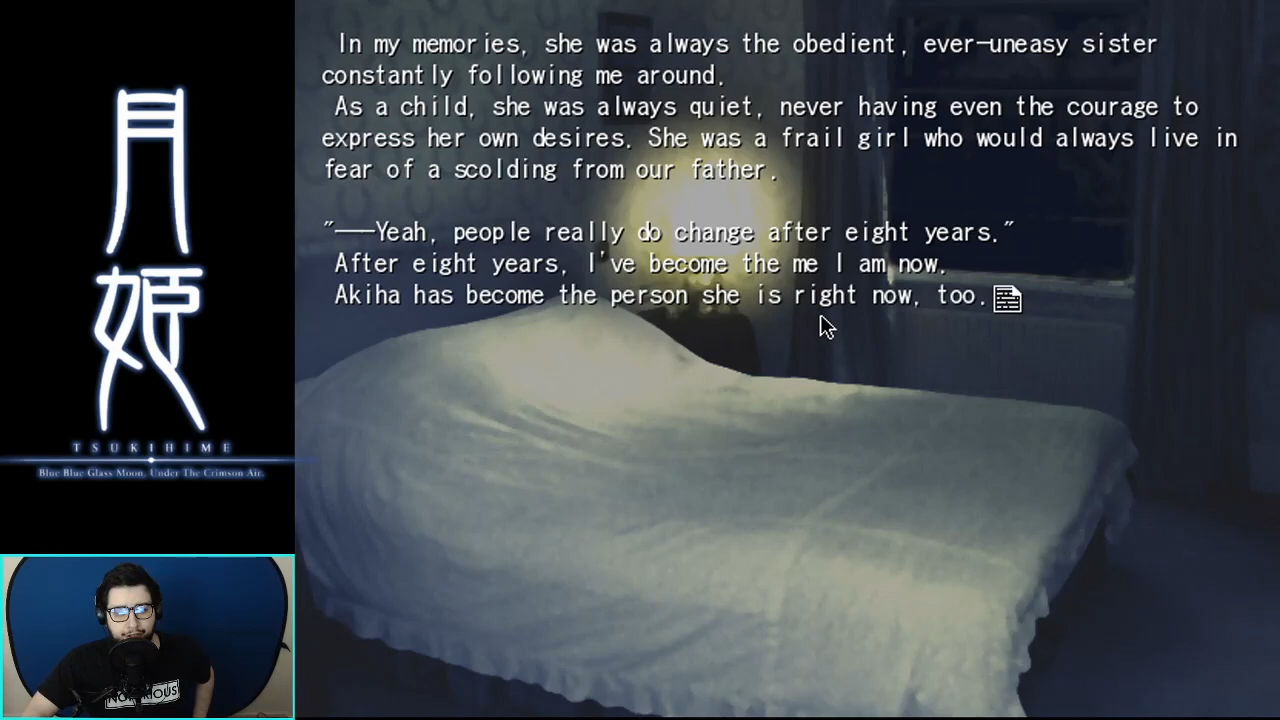 In my memories, she was always the obedient, ever—uneasy sister
constantly following me around.
As a child, she was always quiet, never having even the courage to
express her own desires. She was a frail girl who would always live in
fear of a scolding from our father.
"――Yeah, people really do change after eight years."
After eight years, I've become the me I am now.
Akiha has become the person she is right now, too.
月
姫
TSUKIHIME
Blue Blue Glass Moon, Under The Crimson Air.